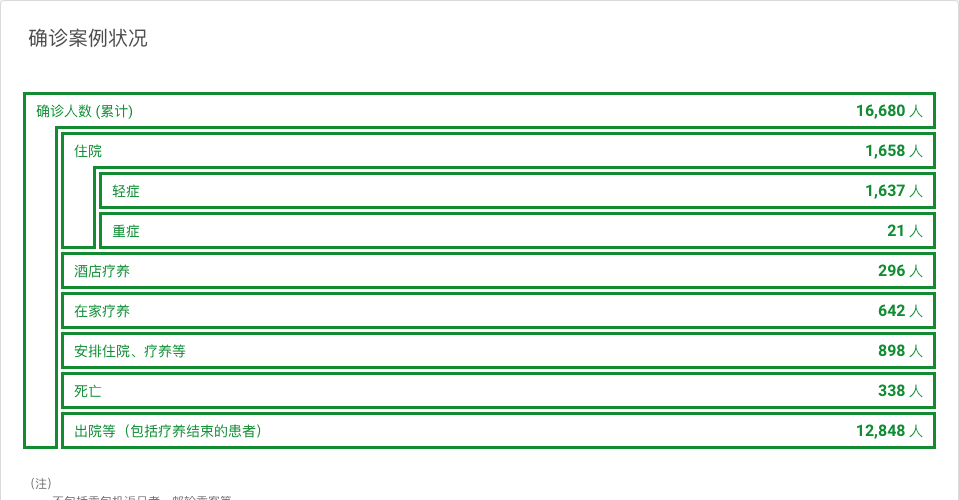 确诊案例状况
确诊人数 (累计) 16,680 人
住院 1,658 人
轻症 1,637 人
重症 21 人
酒店疗养 296 人
在家疗养 642 人
安排住院、疗养等 898 人
死亡 338 人
出院等（包括疗养结束的患者） 12,848 人
(注)